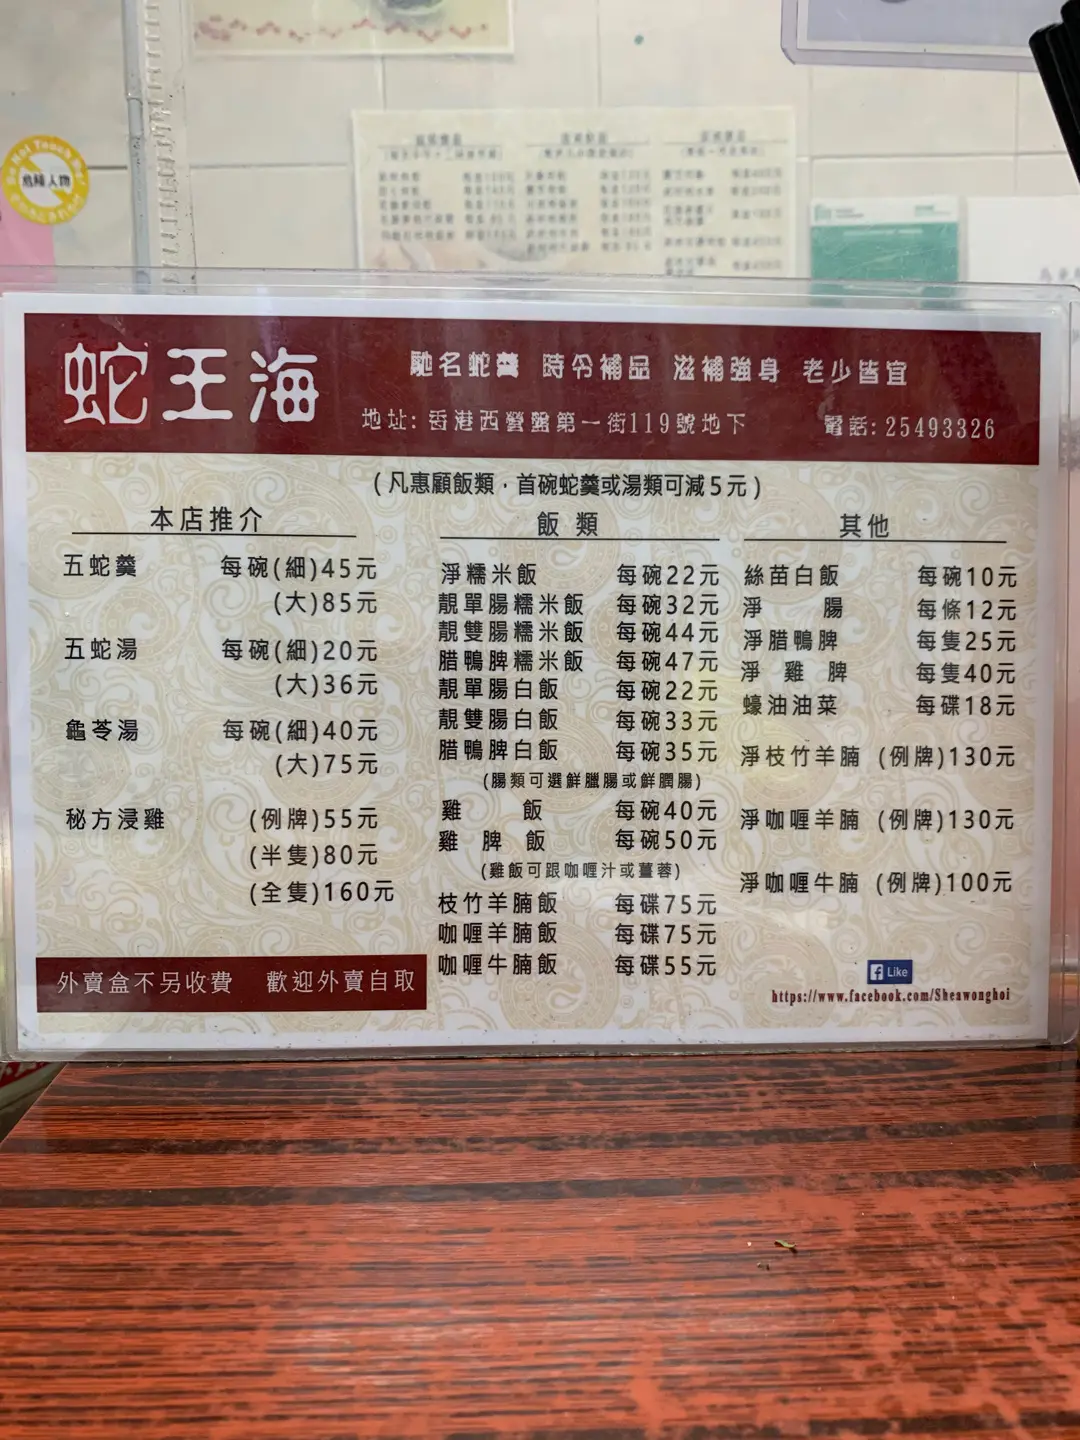 危險人物
蛇王海
馳名蛇羹 時令補品 滋補強身 老少皆宜
地址: 香港西營盤第一街119號地下 電話: 25493326
(凡惠顧飯類，首碗蛇羹或湯類可減5元)
本店推介
五蛇羹 每碗(細)45元
(大)85元
五蛇湯 每碗(細)20元
(大)36元
龜苓湯 每碗(細)40元
(大)75元
秘方浸雞 (例牌)55元
(半隻)80元
(全隻)160元
外賣盒不另收費 歡迎外賣自取
飯類
淨糯米飯 每碗22元
靚單腸糯米飯 每碗32元
靚雙腸糯米飯 每碗44元
腊鴨脾糯米飯 每碗47元
靚單腸白飯 每碗22元
靚雙腸白飯 每碗33元
腊鴨脾白飯 每碗35元
(腸類可選鮮臘腸或鮮潤腸)
雞飯 每碗40元
雞脾飯 每碗50元
(雞飯可跟咖喱汁或薑蓉)
枝竹羊腩飯 每碟75元
咖喱羊腩飯 每碟75元
咖喱牛腩飯 每碟55元
其他
絲苗白飯 每碗10元
淨腸 每條12元
淨腊鴨脾 每隻25元
淨雞脾 每隻40元
蠔油油菜 每碟18元
淨枝竹羊腩 (例牌)130元
淨咖喱羊腩 (例牌)130元
淨咖喱牛腩 (例牌)100元
f Like
https://www.facebook.com/Sheawonghoi